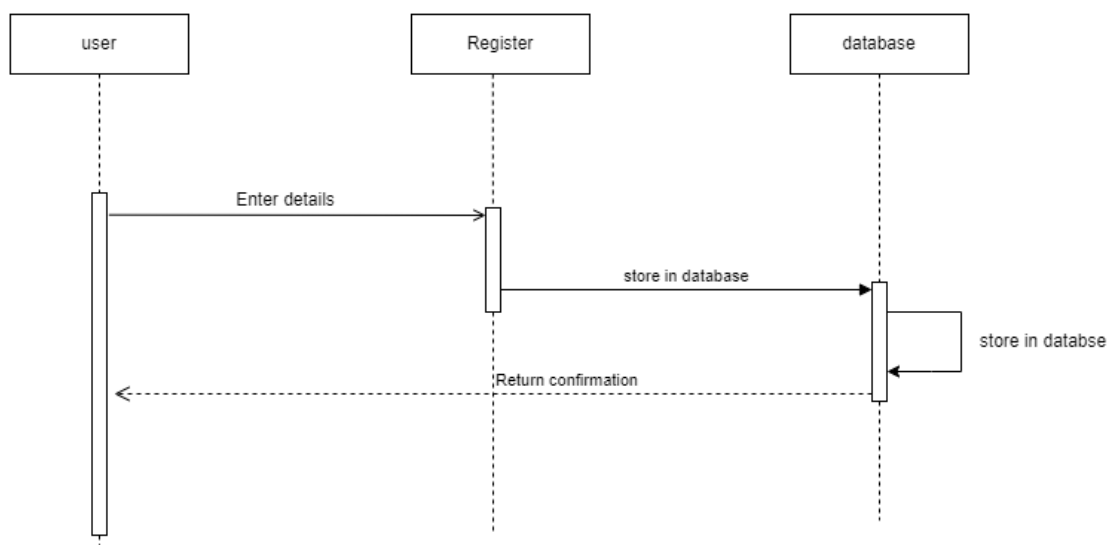 user
Register
database
Enter details
store in database
store in databse
Return confirmation